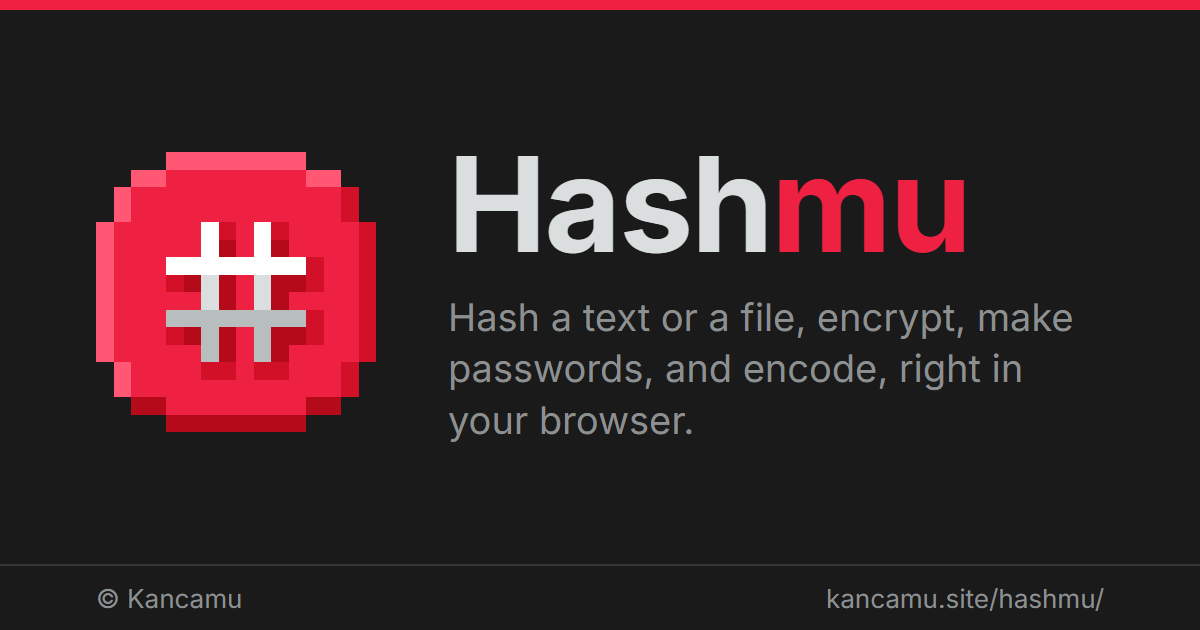 #
Hashmu
Hash a text or a file, encrypt, make
passwords, and encode, right in
your browser.
© Kancamu
kancamu.site/hashmu/